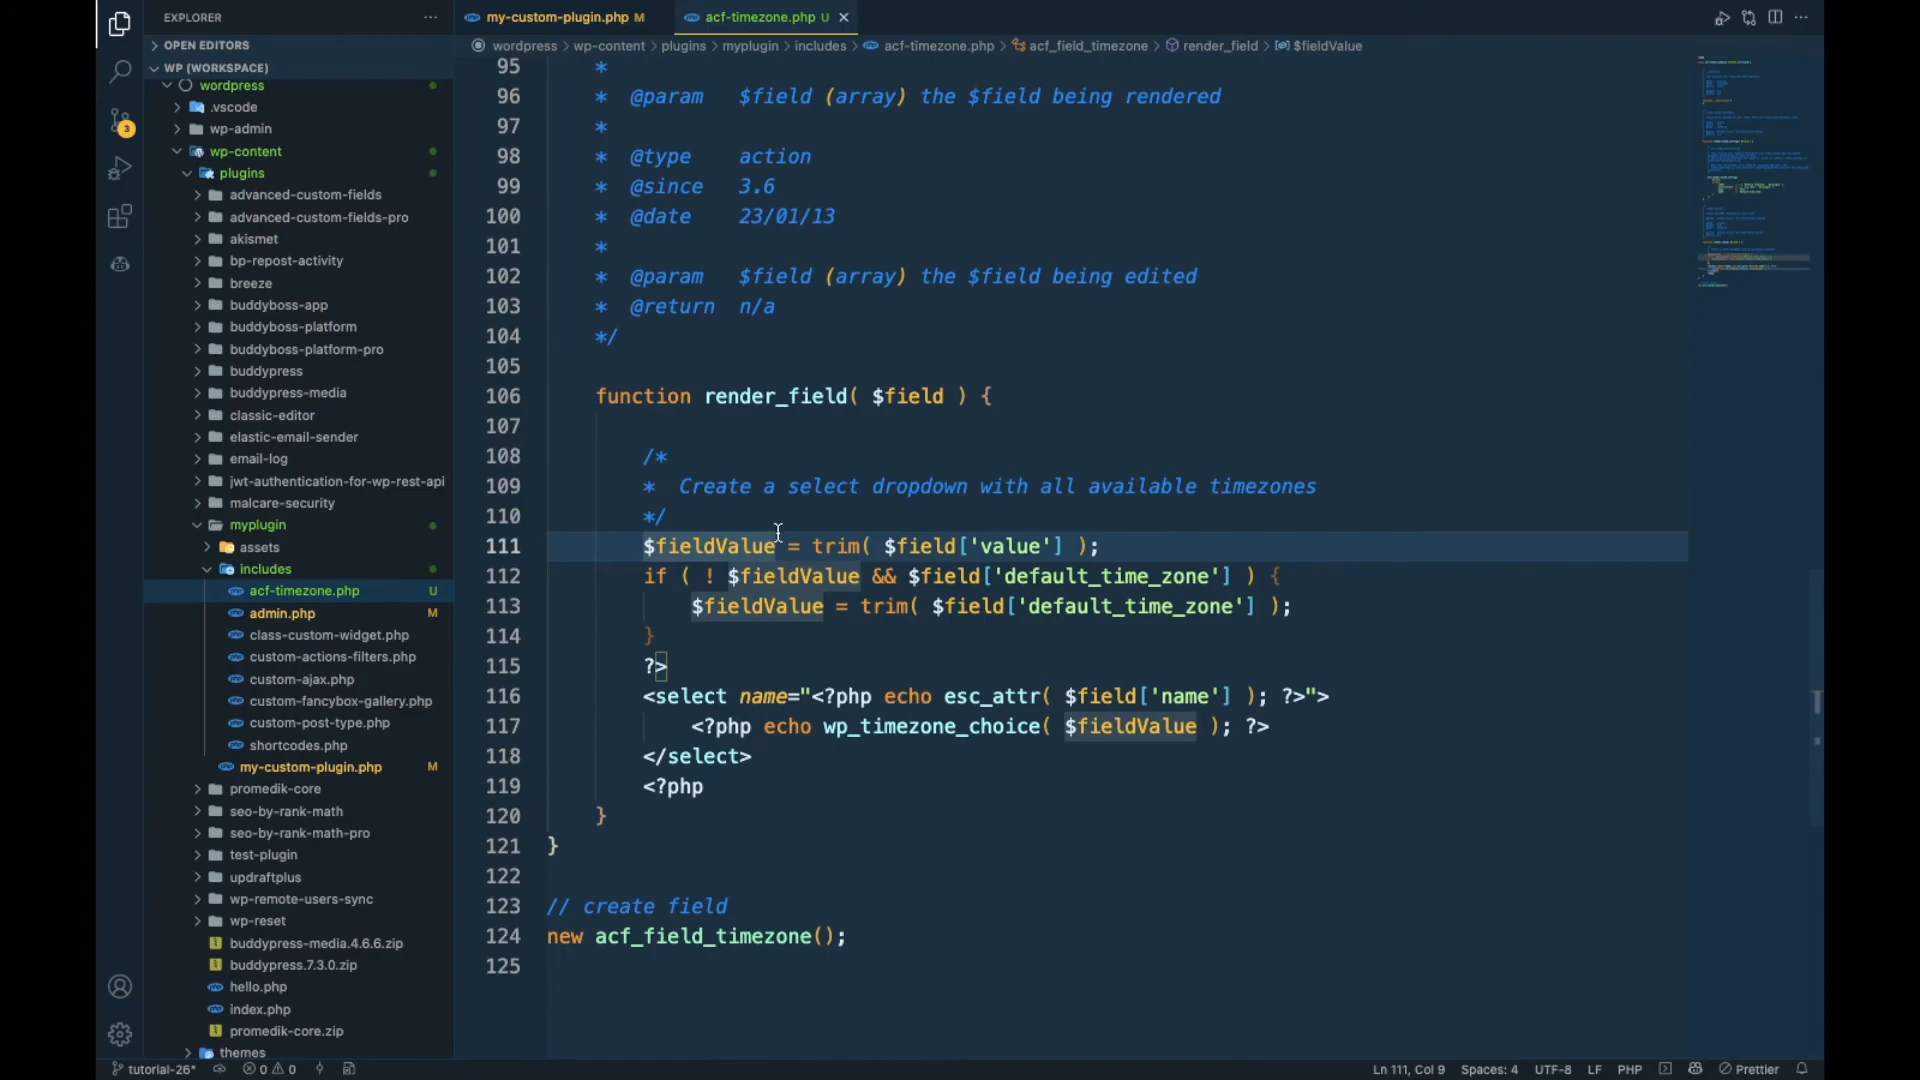 EXPLORER
OPEN EDITORS
WP (WORKSPACE)
wordpress
.vscode
wp-admin
wp-content
plugins
advanced-custom-fields
advanced-custom-fields-pro
akismet
bp-repost-activity
breeze
buddyboss-app
buddyboss-platform
buddyboss-platform-pro
buddypress
buddypress-media
classic-editor
elastic-email-sender
email-log
jwt-authentication-for-wp-rest-api
malcare-security
myplugin
assets
includes
acf-timezone.php U
admin.php M
class-custom-widget.php
custom-actions-filters.php
custom-ajax.php
custom-fancybox-gallery.php
custom-post-type.php
shortcodes.php
my-custom-plugin.php M
promedik-core
seo-by-rank-math
seo-by-rank-math-pro
test-plugin
updraftplus
wp-remote-users-sync
wp-reset
buddypress-media.4.6.6.zip
buddypress.7.3.0.zip
hello.php
index.php
promedik-core.zip
themes
3
my-custom-plugin.php M acf-timezone.php U
wordpress > wp-content > plugins > myplugin > includes > acf-timezone.php > acf_field_timezone > render_field > $fieldValue
95 *
96 * @param $field (array) the $field being rendered
97 *
98 * @type action
99 * @since 3.6
100 * @date 23/01/13
101 *
102 * @param $field (array) the $field being edited
103 * @return n/a
104 */
105
106 function render_field( $field ) {
107
108 /*
109 * Create a select dropdown with all available timezones
110 */
111 $fieldValue = trim( $field['value'] );
112 if ( ! $fieldValue && $field['default_time_zone'] ) {
113 $fieldValue = trim( $field['default_time_zone'] );
114 }
115 ?>
116 <select name="<?php echo esc_attr( $field['name'] ); ?>">
117 <?php echo wp_timezone_choice( $fieldValue ); ?>
118 </select>
119 <?php
120 }
121 }
122
123 // create field
124 new acf_field_timezone();
125
tutorial-26* 0 0 Ln 111, Col 9 Spaces: 4 UTF-8 LF PHP Prettier